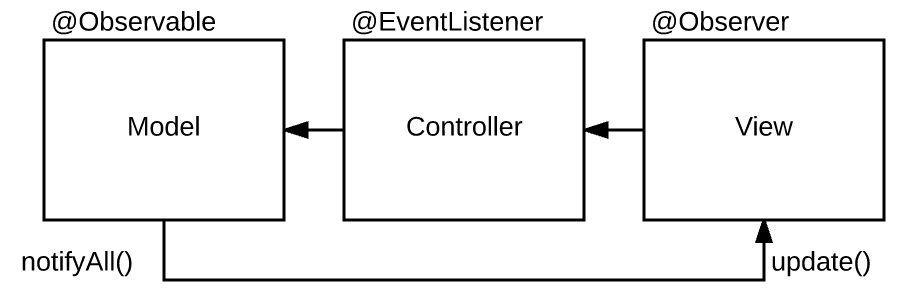 @Observable
@EventListener
@Observer
Model
Controller
View
notifyAll()
update()